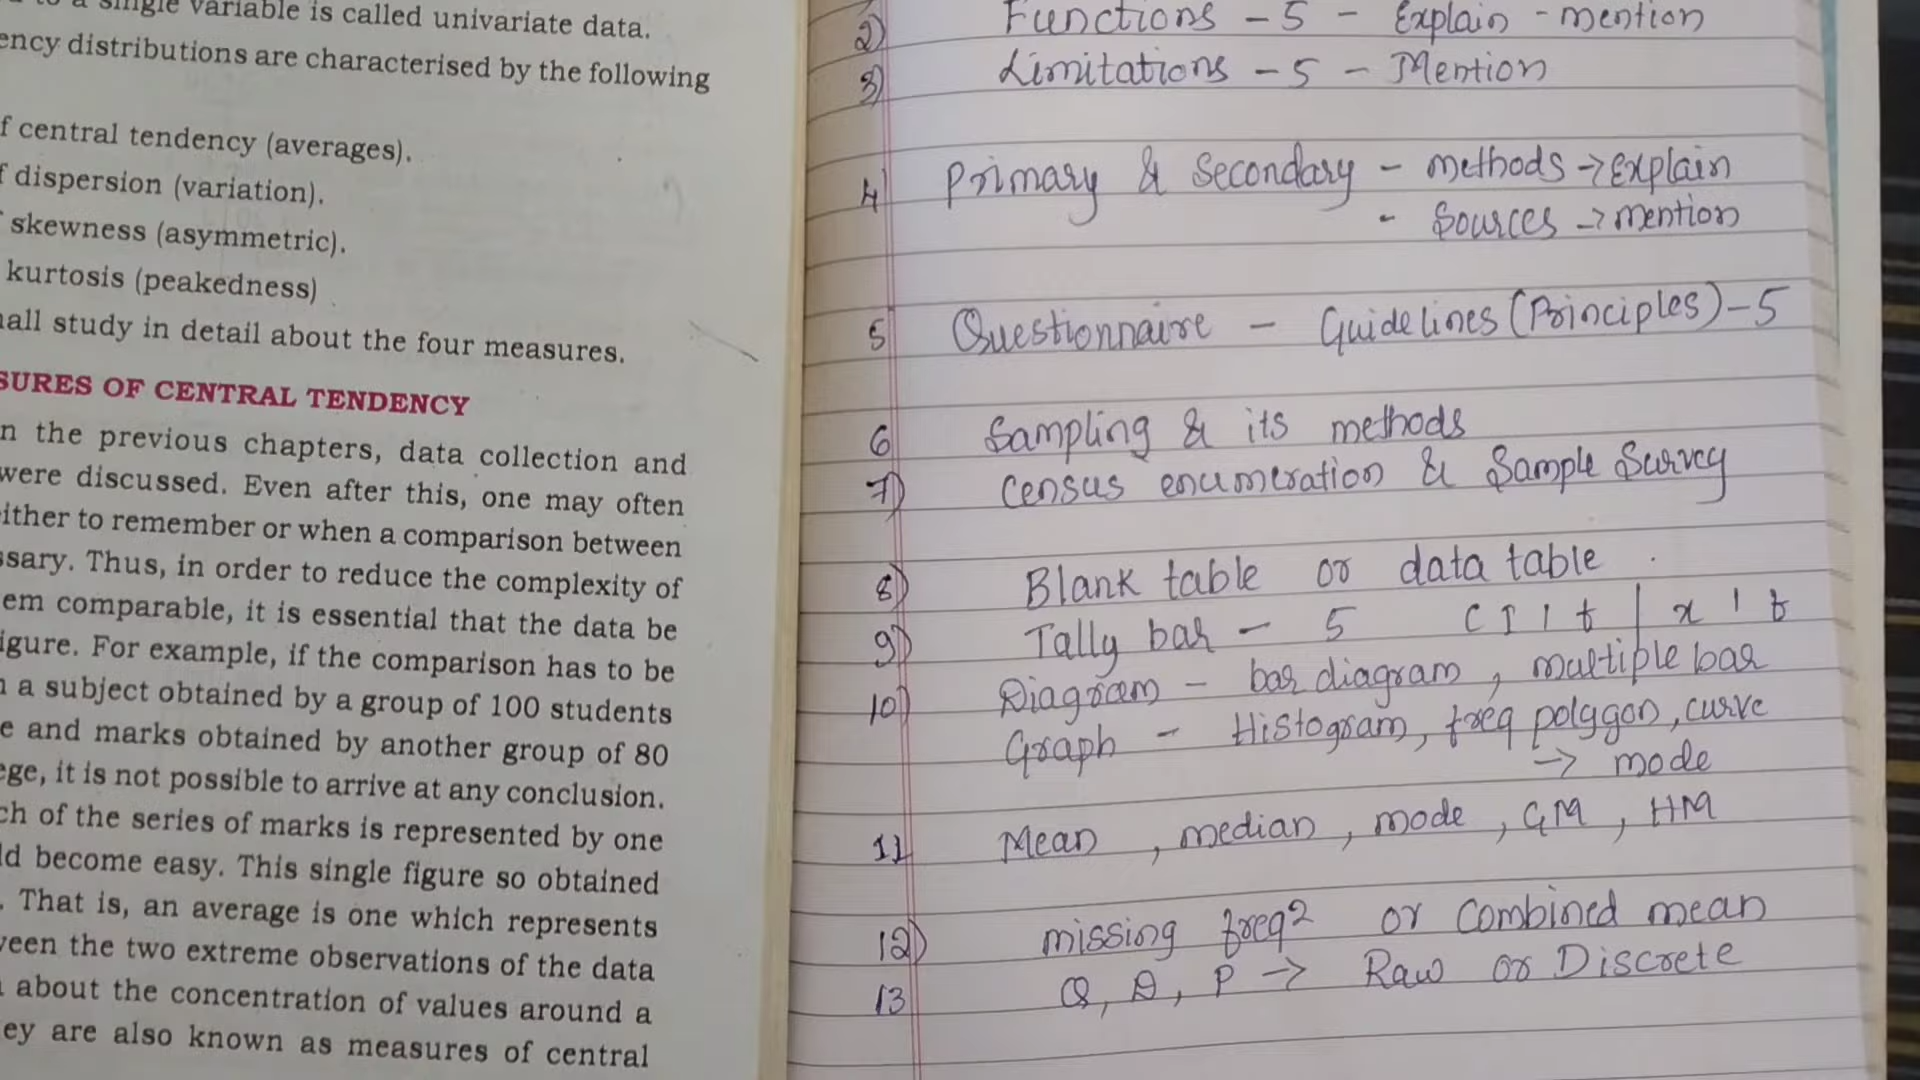 a single variable is called univariate data.
ency distributions are characterised by the following
f central tendency (averages).
f dispersion (variation).
skewness (asymmetric).
kurtosis (peakedness)
all study in detail about the four measures.
SURES OF CENTRAL TENDENCY
n the previous chapters, data collection and
were discussed. Even after this, one may often
ither to remember or when a comparison between
ssary. Thus, in order to reduce the complexity of
em comparable, it is essential that the data be
igure. For example, if the comparison has to be
a subject obtained by a group of 100 students
e and marks obtained by another group of 80
ege, it is not possible to arrive at any conclusion.
ch of the series of marks is represented by one
ld become easy. This single figure so obtained
. That is, an average is one which represents
ween the two extreme observations of the data
about the concentration of values around a
ey are also known as measures of central
2) Functions - 5 - Explain - mention
3) Limitations - 5 - Mention
4 Primary & Secondary - methods → explain
- Sources → mention
5 Questionnaire - Guidelines (Principles) - 5
6 Sampling & its methods
7) Census enumeration & Sample Survey
8) Blank table or data table
9) Tally bar - 5 C I | f | x | f
10) Diagram - bar diagram, multiple bar
Graph - Histogram, freq polygon, curve
→ mode
11 Mean, median, mode, GM, HM
12) missing freq² or Combined mean
13 Q, D, P → Raw or Discrete